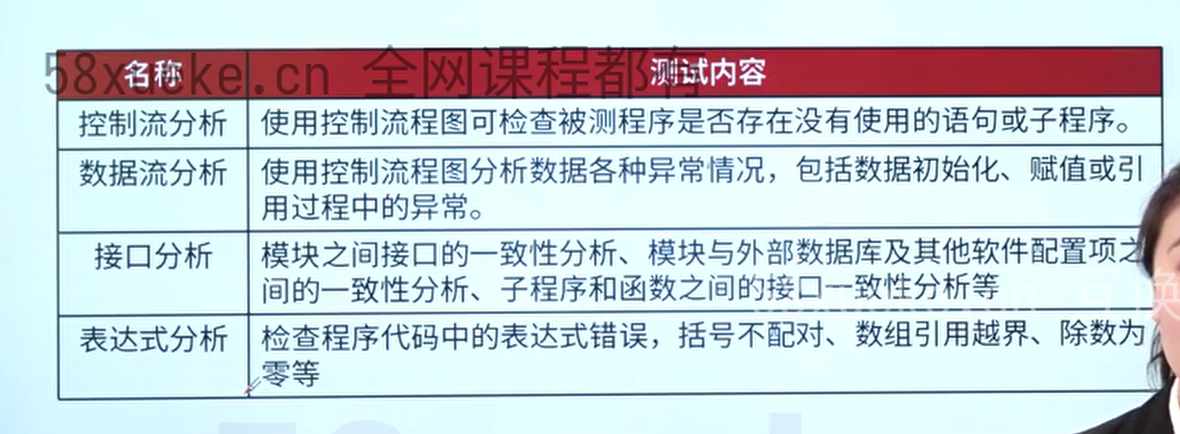 58xueke.cn 全网课程都有
名称 测试内容
控制流分析 使用控制流程图可检查被测程序是否存在没有使用的语句或子程序。
数据流分析 使用控制流程图分析数据各种异常情况，包括数据初始化、赋值或引
用过程中的异常。
接口分析 模块之间接口的一致性分析、模块与外部数据库及其他软件配置项之
间的一致性分析、子程序和函数之间的接口一致性分析等
互换
表达式分析 检查程序代码中的表达式错误，括号不配对、数组引用越界、除数为
零等